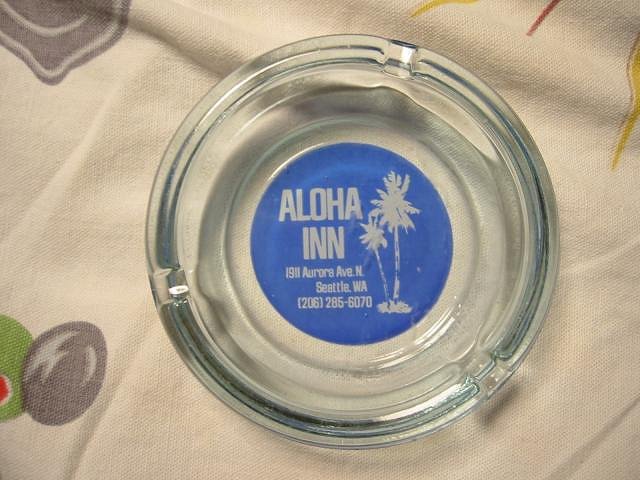 ALOHA
INN
1911 Aurora Ave. N.
Seattle, WA
(206) 285-6070